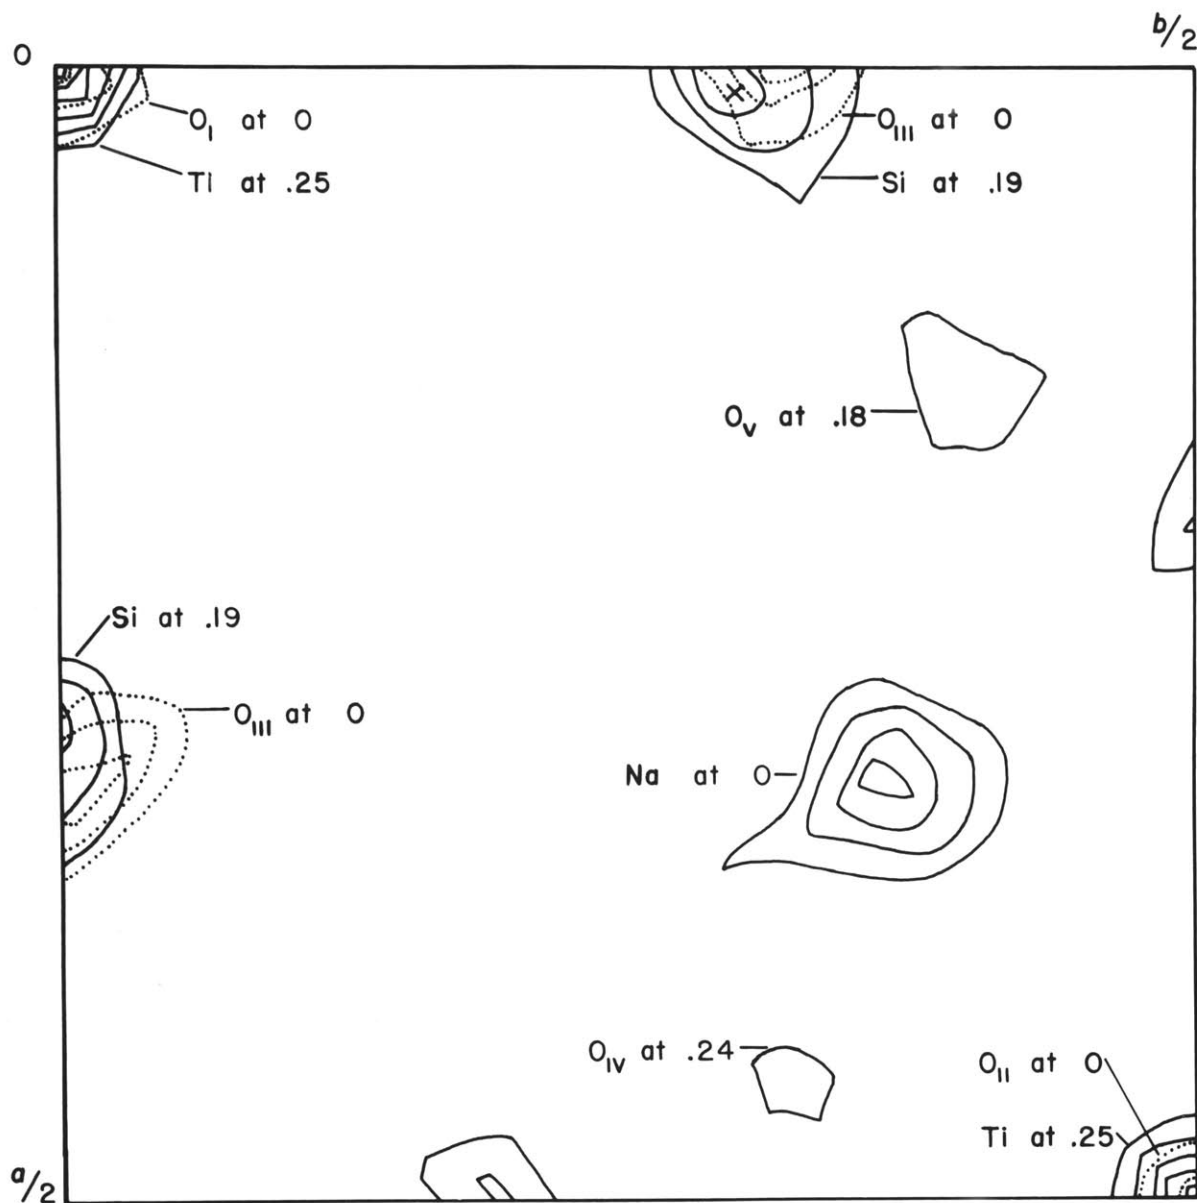 0
b/2
O_I at 0
Ti at .25
O_III at 0
Si at .19
O_V at .18
Si at .19
O_III at 0
Na at 0
O_IV at .24
O_II at 0
Ti at .25
a/2